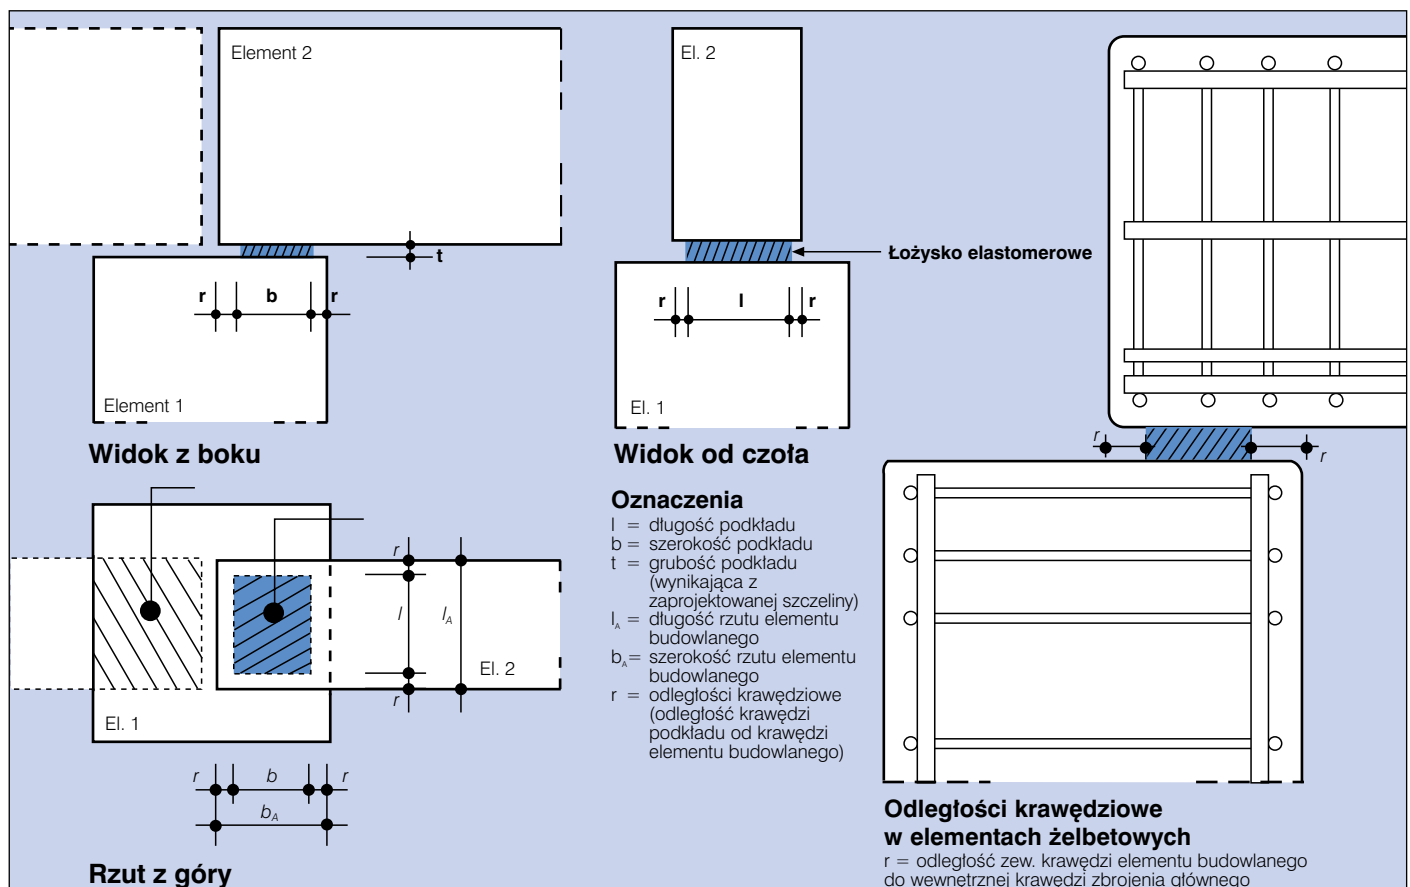 Element 2
t
r b r
Element 1
Widok z boku
El. 2
Łożysko elastomerowe
r l r
El. 1
Widok od czoła
r
r
r
l
lA
El. 2
r
El. 1
r b r
bA
Rzut z góry
Oznaczenia
l = długość podkładu
b = szerokość podkładu
t = grubość podkładu
(wynikająca z
zaprojektowanej szczeliny)
lA = długość rzutu elementu
budowlanego
bA= szerokość rzutu elementu
budowlanego
r = odległości krawędziowe
(odległość krawędzi
podkładu od krawędzi
elementu budowlanego)
Odległości krawędziowe
w elementach żelbetowych
r = odległość zew. krawędzi elementu budowlanego
do wewnętrznej krawędzi zbrojenia głównego